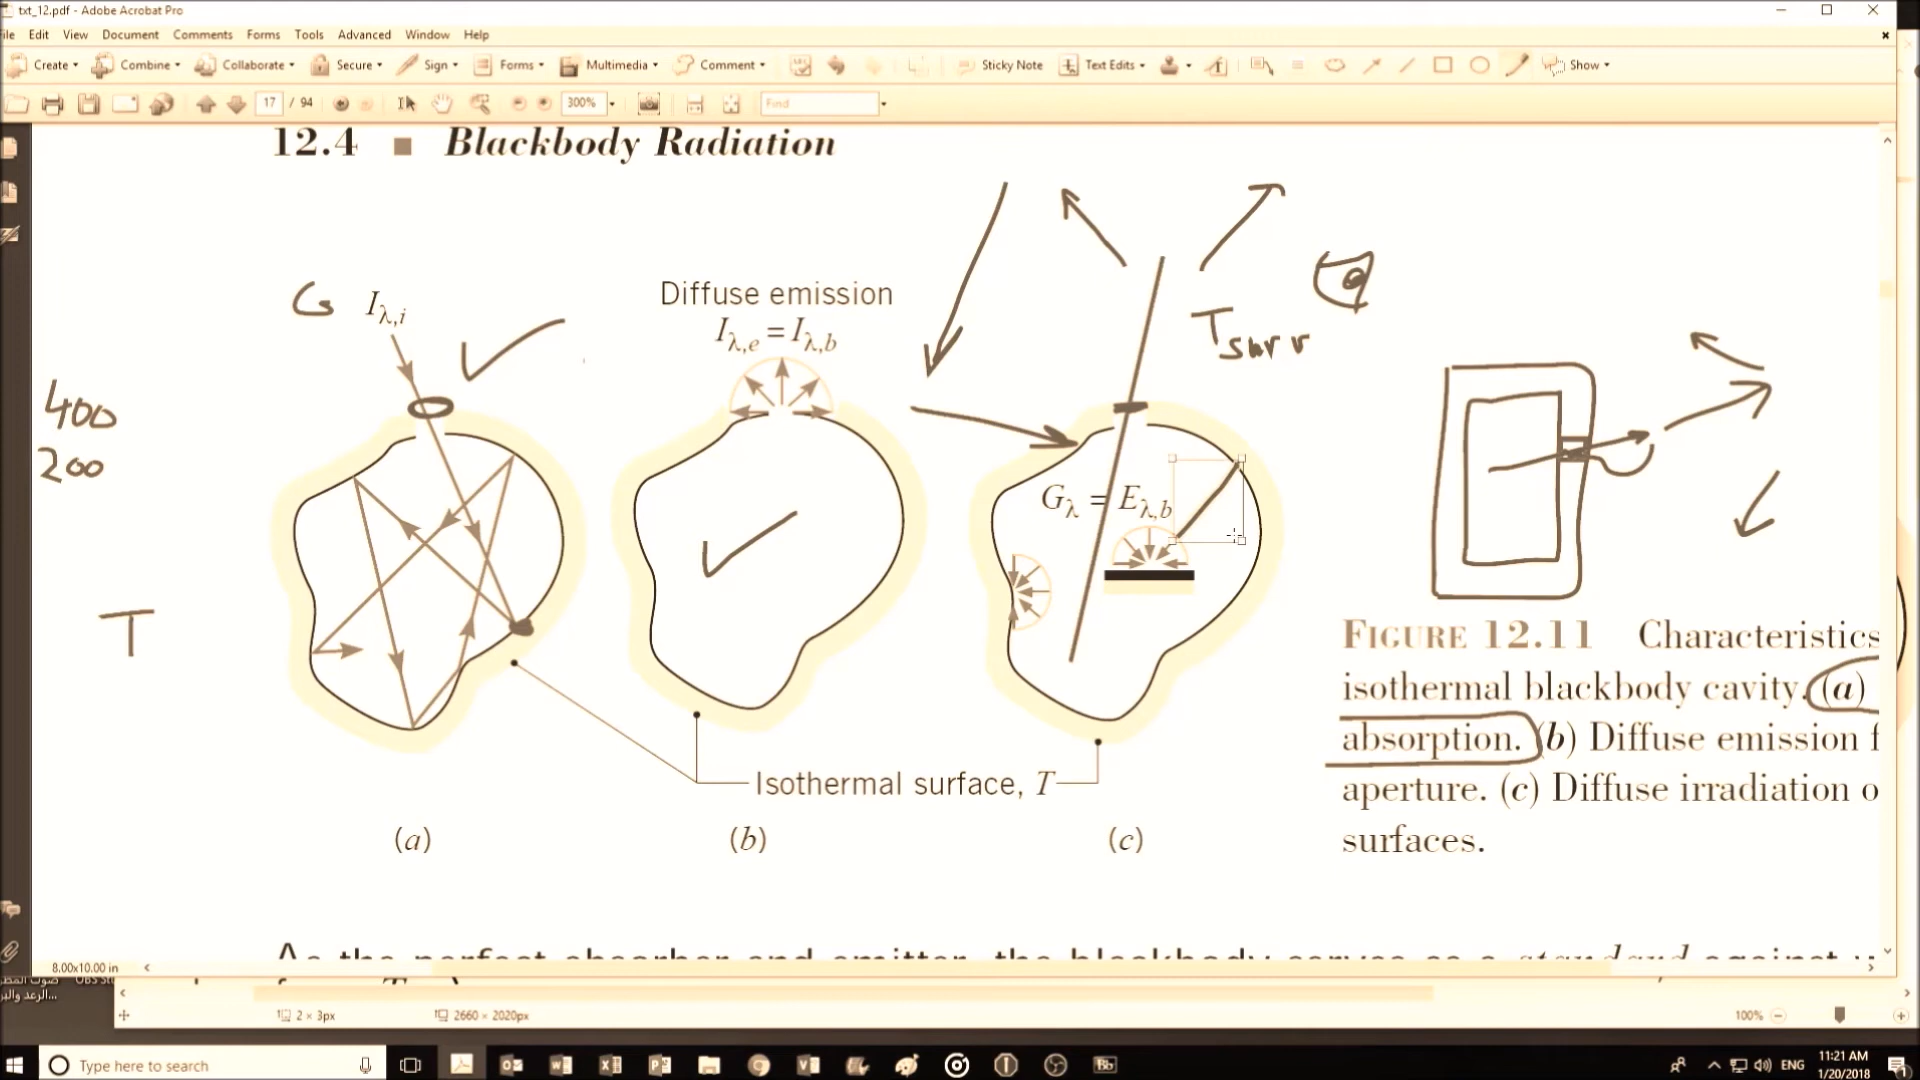 txt_12.pdf - Adobe Acrobat Pro
ile Edit View Document Comments Forms Tools Advanced Window Help
Create Combine Collaborate Secure Sign Forms Multimedia Comment Sticky Note Text Edits Show
17 / 94 300% Find
12.4 ■ Blackbody Radiation
G Iλ,i
Diffuse emission
Iλ,e = Iλ,b
Tsurr
400
200
T
Gλ = Eλ,b
Isothermal surface, T
(a) (b) (c)
FIGURE 12.11 Characteristics
isothermal blackbody cavity. (a)
absorption. (b) Diffuse emission f
aperture. (c) Diffuse irradiation o
surfaces.
8.00x10.00 in
2 × 3px 2660 × 2020px 100%
Type here to search
ENG 11:21 AM
1/20/2018